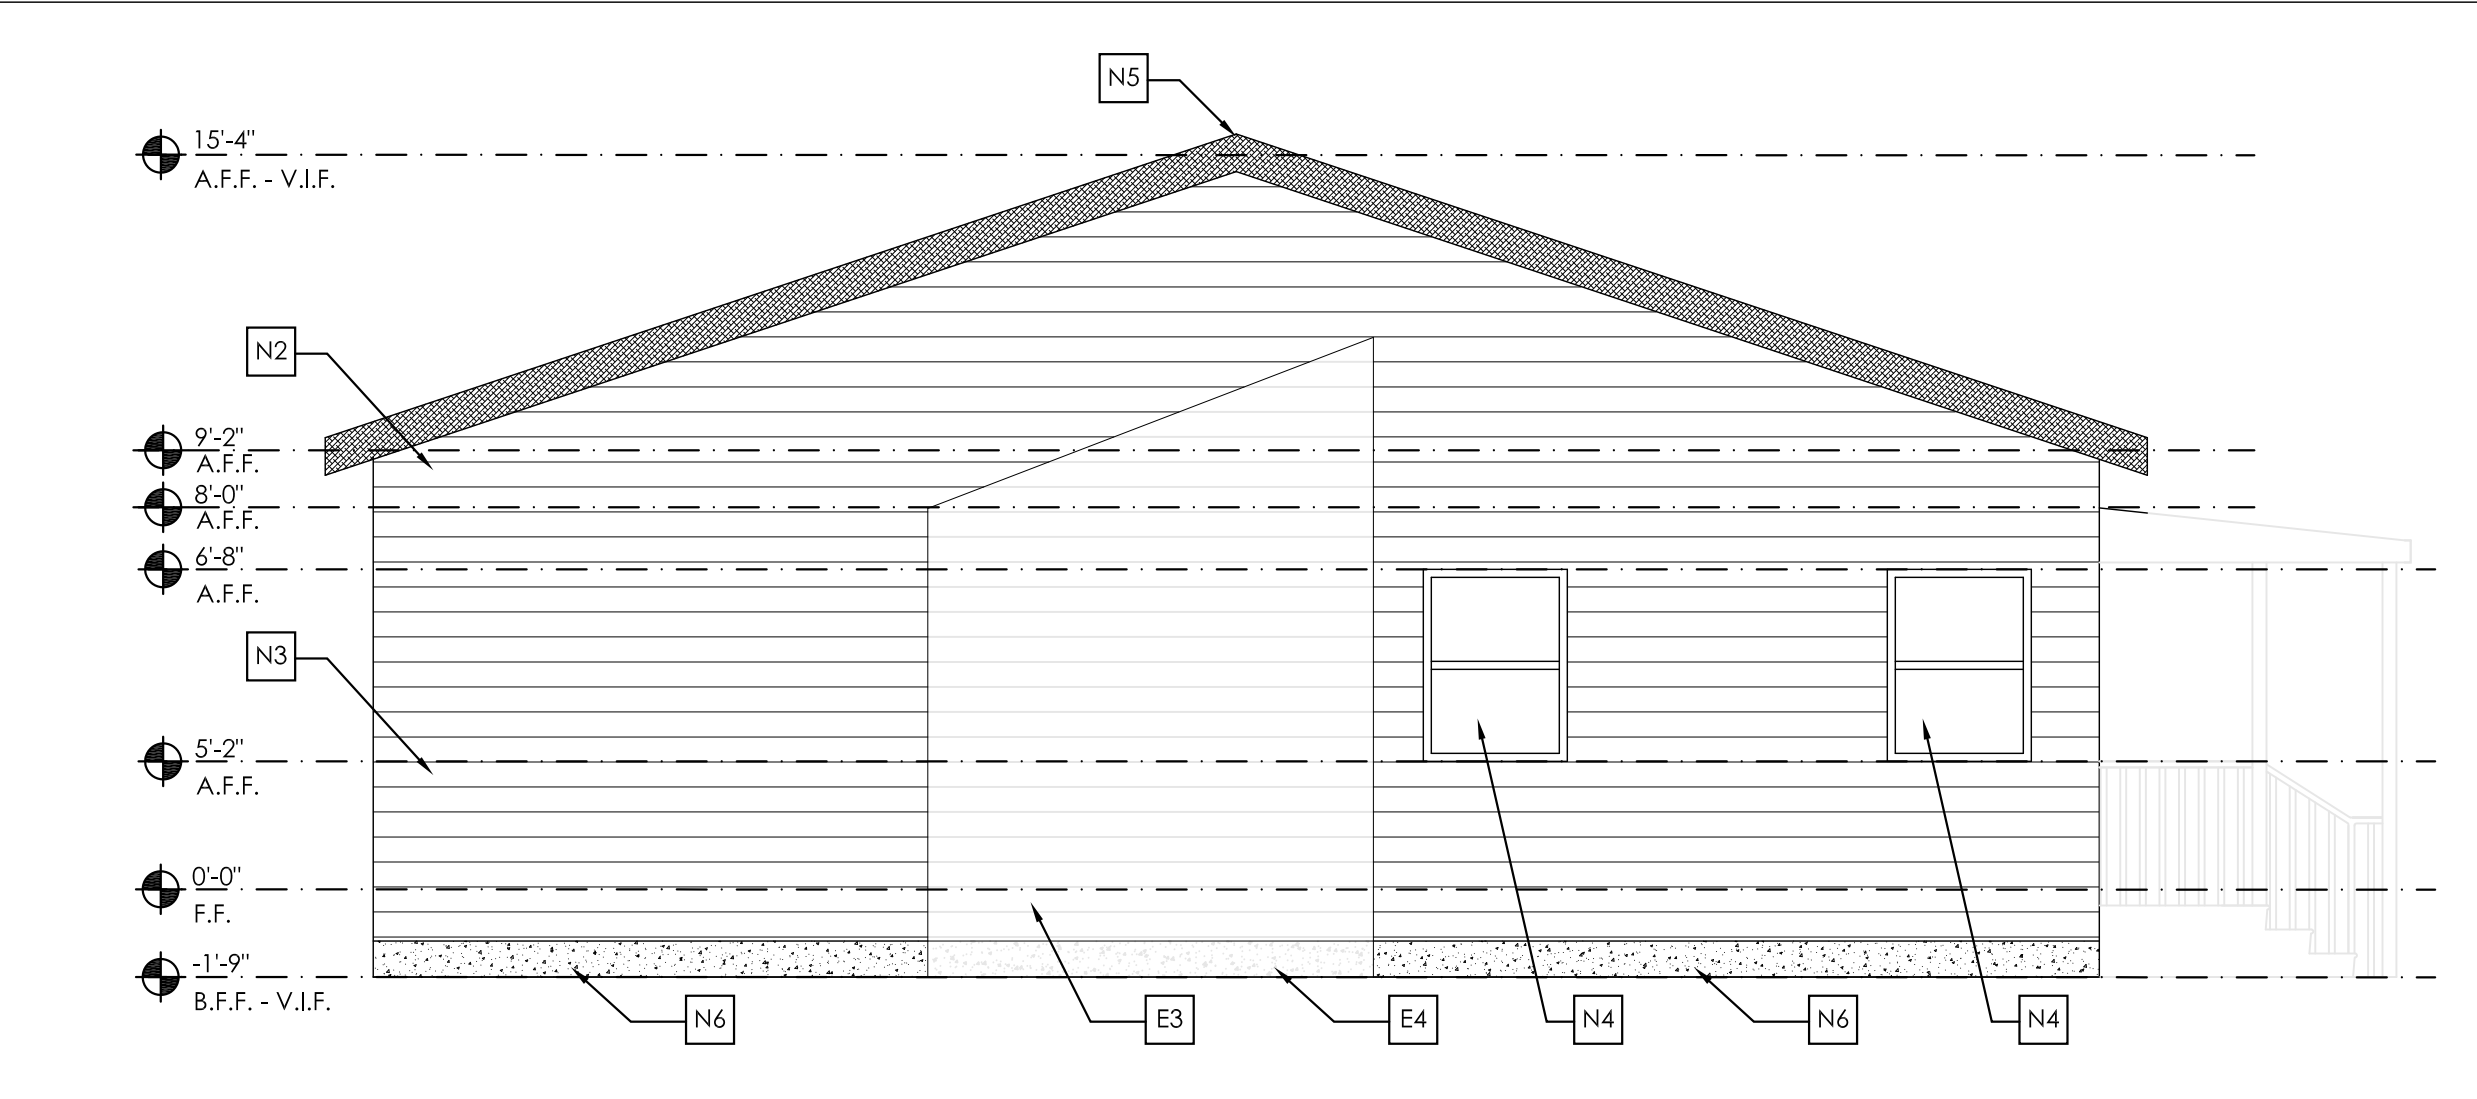 N5
15'-4"
A.F.F. - V.I.F.
N2
9'-2"
A.F.F.
8'-0"
A.F.F.
6'-8"
A.F.F.
N3
5'-2"
A.F.F.
0'-0"
F.F.
-1'-9"
B.F.F. - V.I.F.
N6
E3
E4
N4
N6
N4